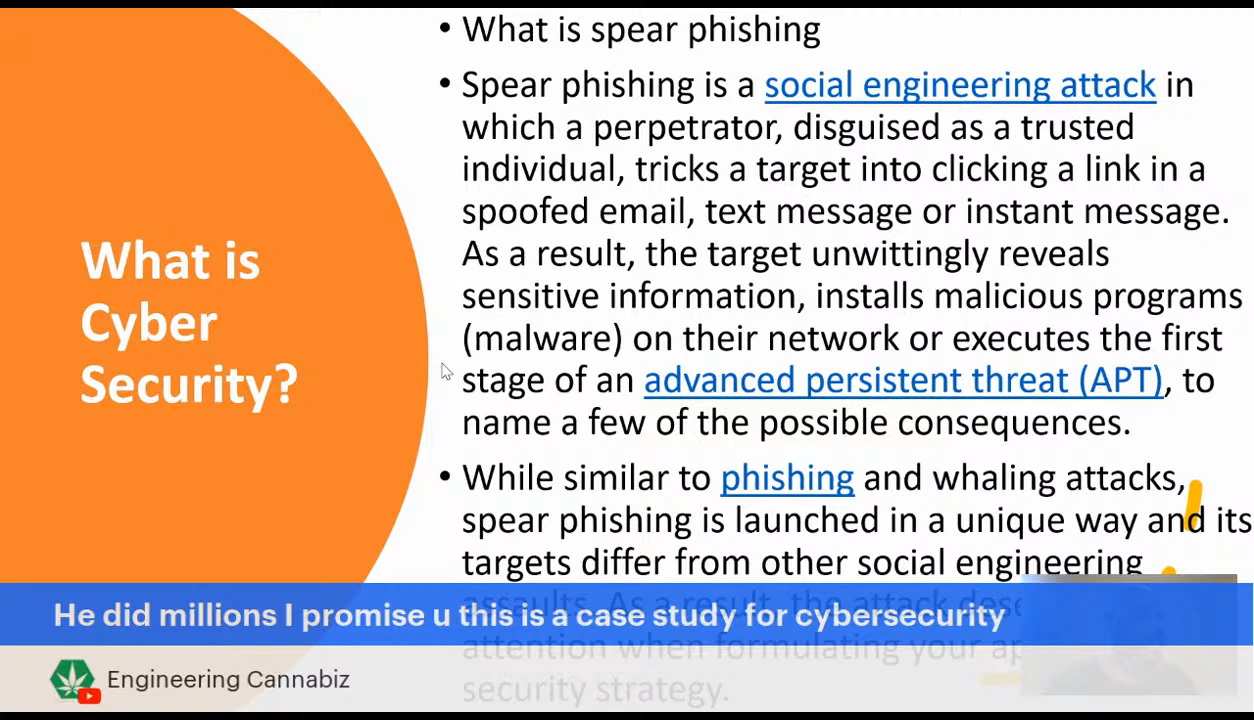 What is
Cyber
Security?
• What is spear phishing
• Spear phishing is a social engineering attack in
which a perpetrator, disguised as a trusted
individual, tricks a target into clicking a link in a
spoofed email, text message or instant message.
As a result, the target unwittingly reveals
sensitive information, installs malicious programs
(malware) on their network or executes the first
stage of an advanced persistent threat (APT), to
name a few of the possible consequences.
• While similar to phishing and whaling attacks,
spear phishing is launched in a unique way and its
targets differ from other social engineering
assaults. As a result, the attack
attention when formulating your
security strategy.
He did millions I promise u this is a case study for cybersecurity
Engineering Cannabiz